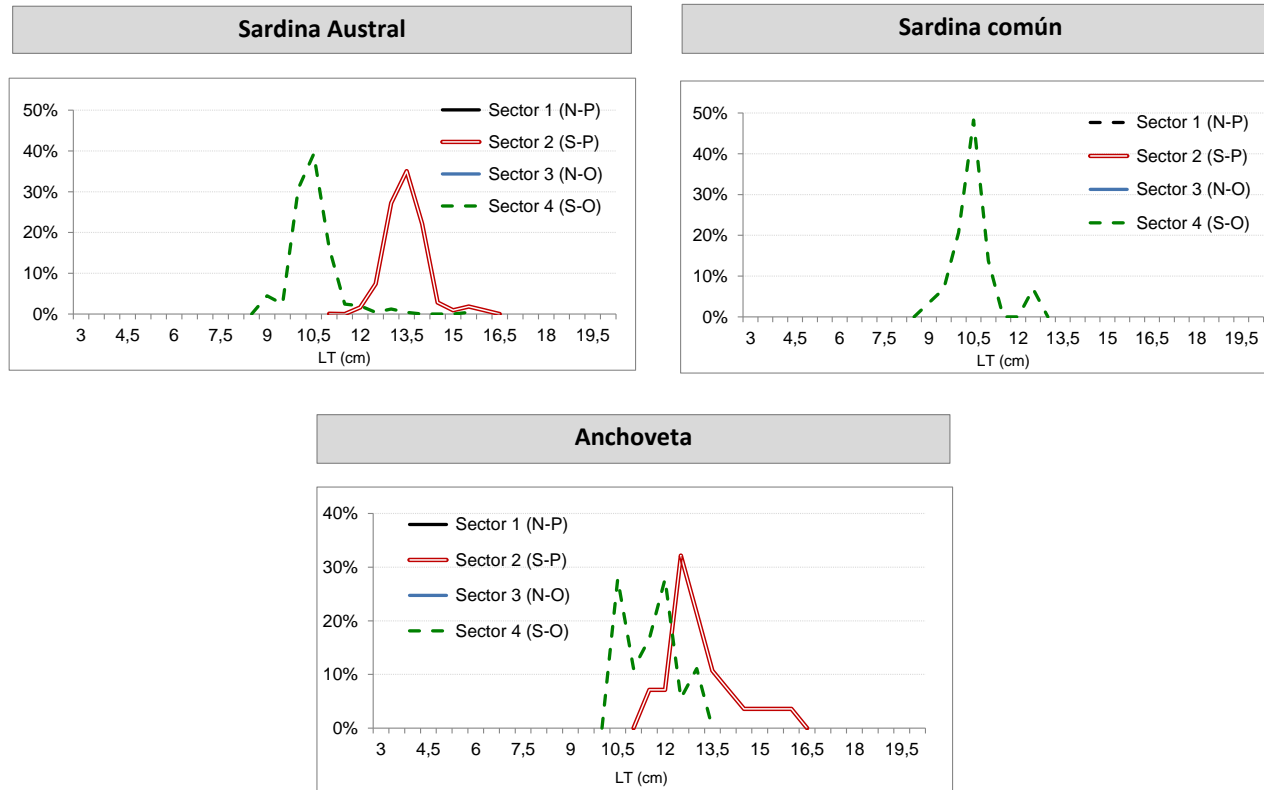 Sardina Austral
50%
40%
30%
20%
10%
0%
Sector 1 (N-P)
Sector 2 (S-P)
Sector 3 (N-O)
Sector 4 (S-O)
3 4,5 6 7,5 9 10,5 12 13,5 15 16,5 18 19,5
LT (cm)
Sardina común
50%
40%
30%
20%
10%
0%
Sector 1 (N-P)
Sector 2 (S-P)
Sector 3 (N-O)
Sector 4 (S-O)
3 4,5 6 7,5 9 10,5 12 13,5 15 16,5 18 19,5
LT (cm)
Anchoveta
40%
30%
20%
10%
0%
Sector 1 (N-P)
Sector 2 (S-P)
Sector 3 (N-O)
Sector 4 (S-O)
3 4,5 6 7,5 9 10,5 12 13,5 15 16,5 18 19,5
LT (cm)